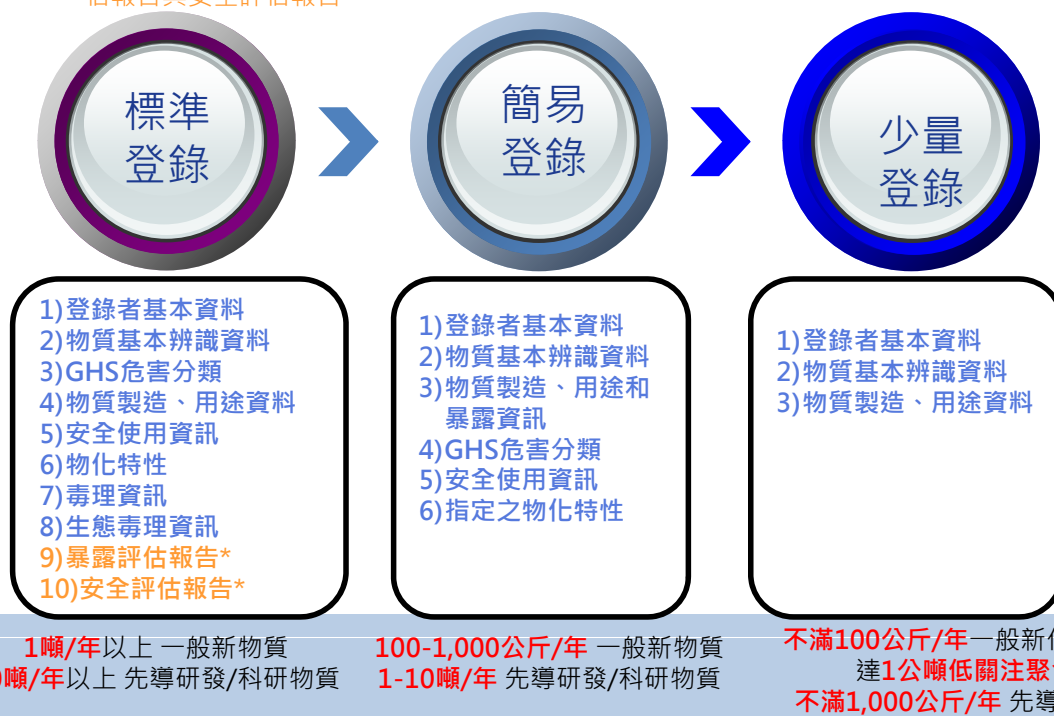 估報告與安全評估報告
標準
登錄
簡易
登錄
少量
登錄
1)登錄者基本資料
2)物質基本辨識資料
3)GHS危害分類
4)物質製造、用途資料
5)安全使用資訊
6)物化特性
7)毒理資訊
8)生態毒理資訊
9)暴露評估報告*
10)安全評估報告*
1)登錄者基本資料
2)物質基本辨識資料
3)物質製造、用途和
暴露資訊
4)GHS危害分類
5)安全使用資訊
6)指定之物化特性
1)登錄者基本資料
2)物質基本辨識資料
3)物質製造、用途資料
1噸/年以上 一般新物質
噸/年以上 先導研發/科研物質
100-1,000公斤/年 一般新物質
1-10噸/年 先導研發/科研物質
不滿100公斤/年一般新
達1公噸低關注聚
不滿1,000公斤/年 先導